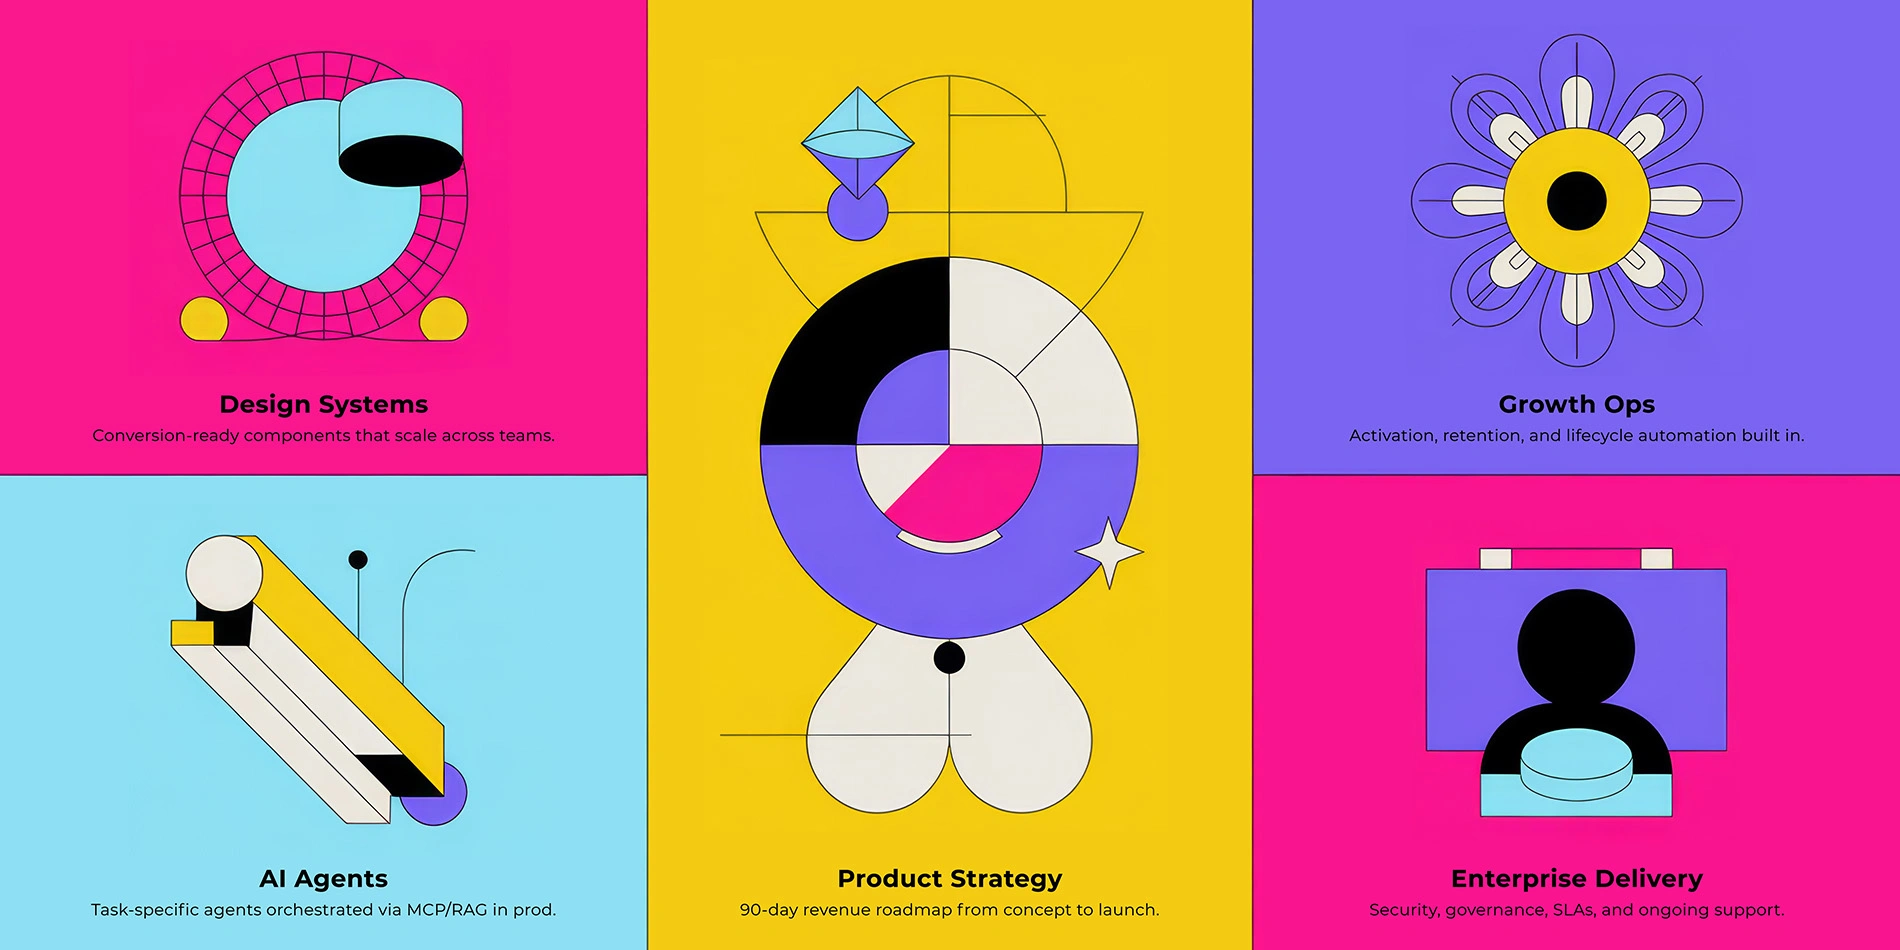 Design Systems
Conversion-ready components that scale across teams.
AI Agents
Task-specific agents orchestrated via MCP/RAG in prod.
Product Strategy
90-day revenue roadmap from concept to launch.
Growth Ops
Activation, retention, and lifecycle automation built in.
Enterprise Delivery
Security, governance, SLAs, and ongoing support.